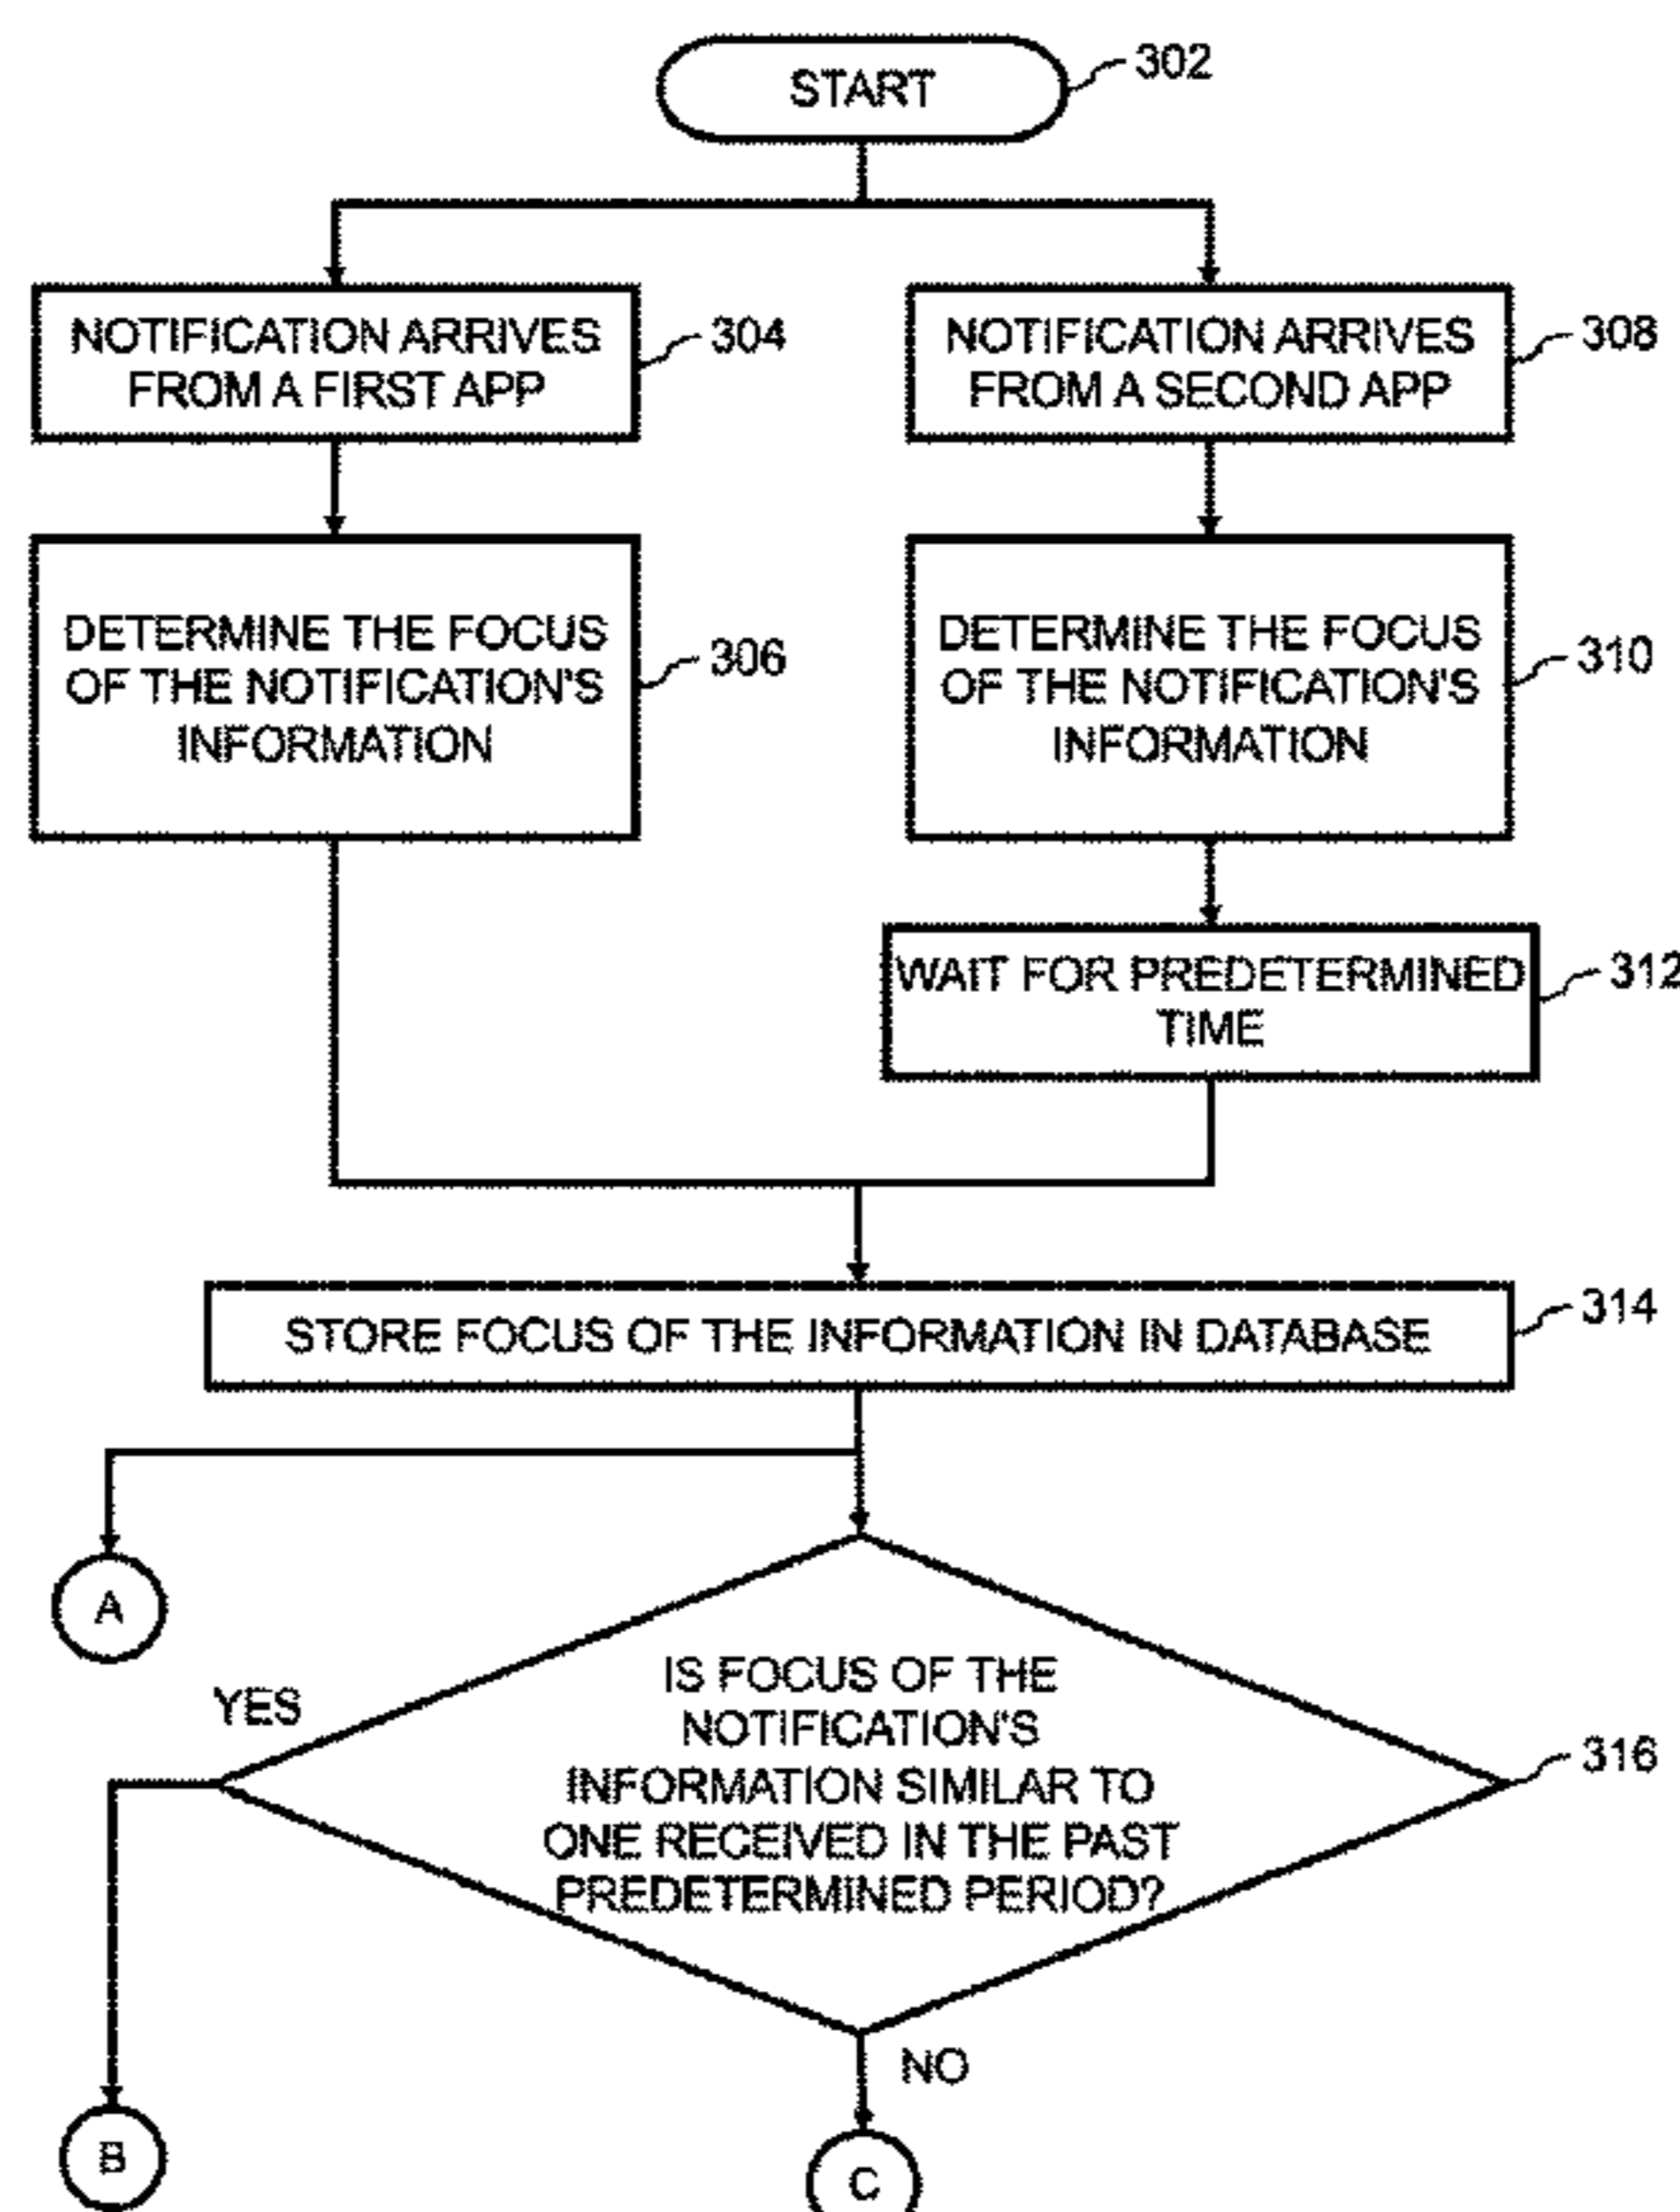 START
302
NOTIFICATION ARRIVES
FROM A FIRST APP
304
NOTIFICATION ARRIVES
FROM A SECOND APP
308
DETERMINE THE FOCUS
OF THE NOTIFICATION'S
INFORMATION
306
DETERMINE THE FOCUS
OF THE NOTIFICATION'S
INFORMATION
310
WAIT FOR PREDETERMINED
TIME
312
STORE FOCUS OF THE INFORMATION IN DATABASE
314
A
IS FOCUS OF THE
NOTIFICATION'S
INFORMATION SIMILAR TO
ONE RECEIVED IN THE PAST
PREDETERMINED PERIOD?
316
YES
NO
B
C